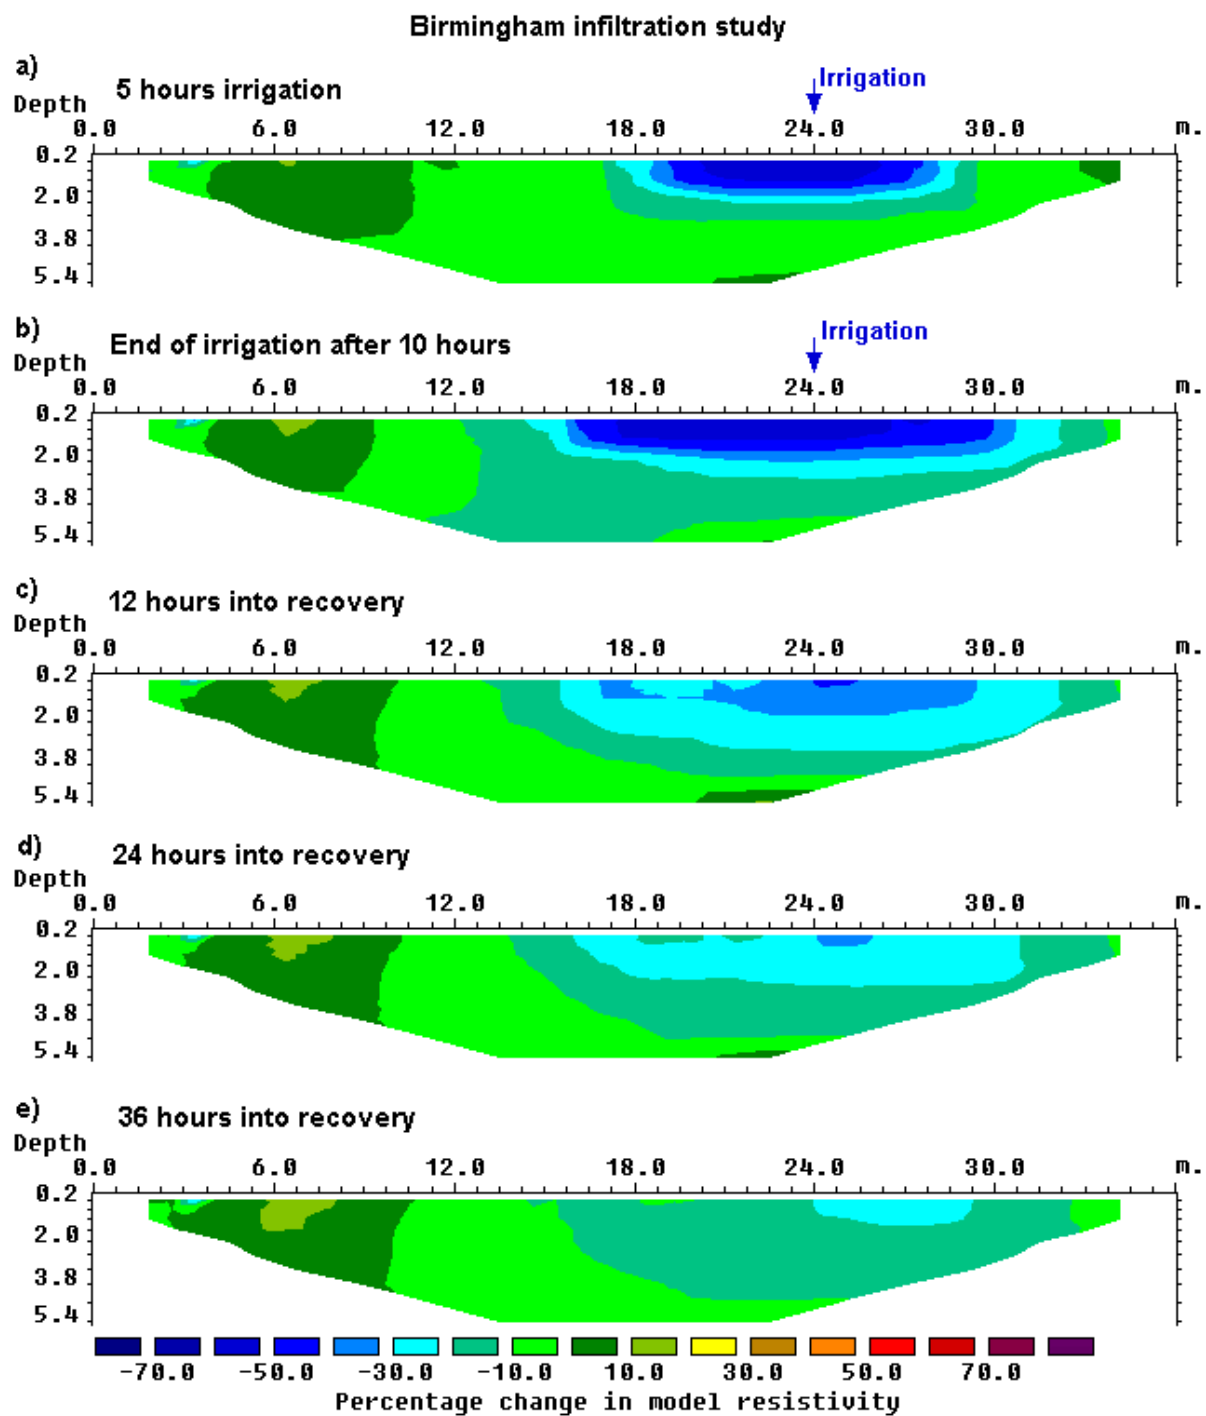 Birmingham infiltration study
a)
5 hours irrigation
Irrigation
Depth
0.0 6.0 12.0 18.0 24.0 30.0 m.
0.2
2.0
3.8
5.4
b)
End of irrigation after 10 hours
Irrigation
Depth
0.0 6.0 12.0 18.0 24.0 30.0 m.
0.2
2.0
3.8
5.4
c)
12 hours into recovery
Depth
0.0 6.0 12.0 18.0 24.0 30.0 m.
0.2
2.0
3.8
5.4
d)
24 hours into recovery
Depth
0.0 6.0 12.0 18.0 24.0 30.0 m.
0.2
2.0
3.8
5.4
e)
36 hours into recovery
Depth
0.0 6.0 12.0 18.0 24.0 30.0 m.
0.2
2.0
3.8
5.4
-70.0 -50.0 -30.0 -10.0 10.0 30.0 50.0 70.0
Percentage change in model resistivity